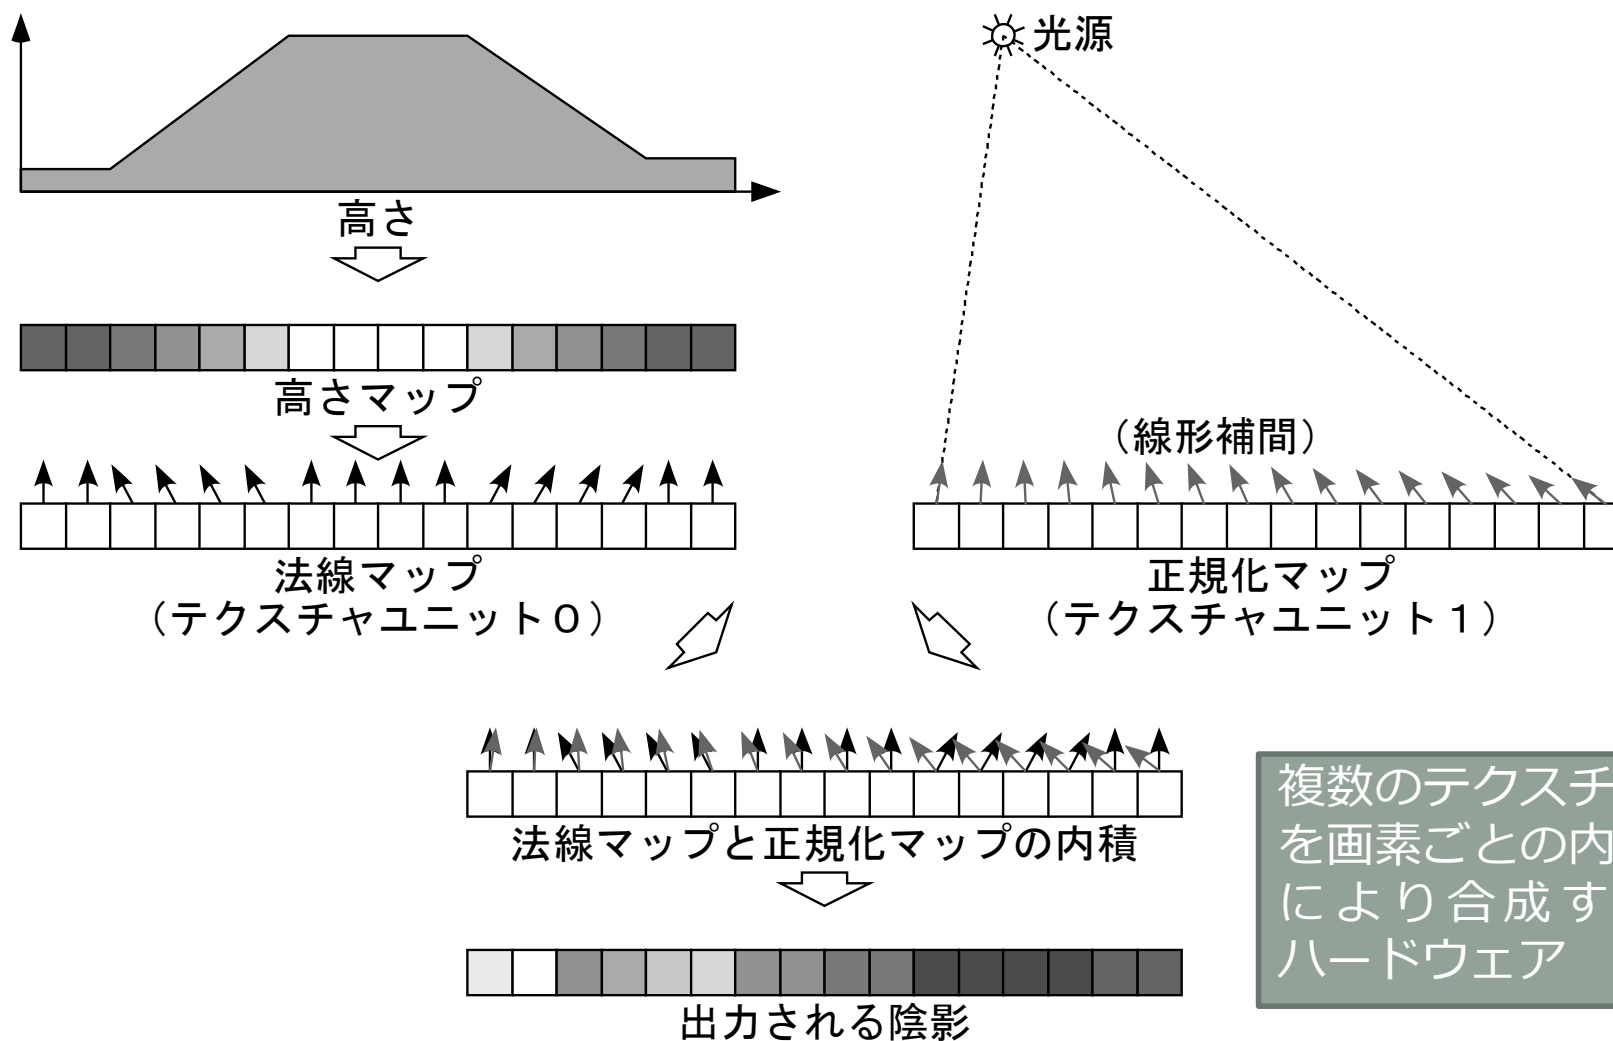 光源
高さ
高さマップ
(線形補間)
法線マップ
(テクスチャユニット0)
正規化マップ
(テクスチャユニット1)
法線マップと正規化マップの内積
出力される陰影
複数のテクスチ
を画素ごとの内
により合成す
ハードウェア